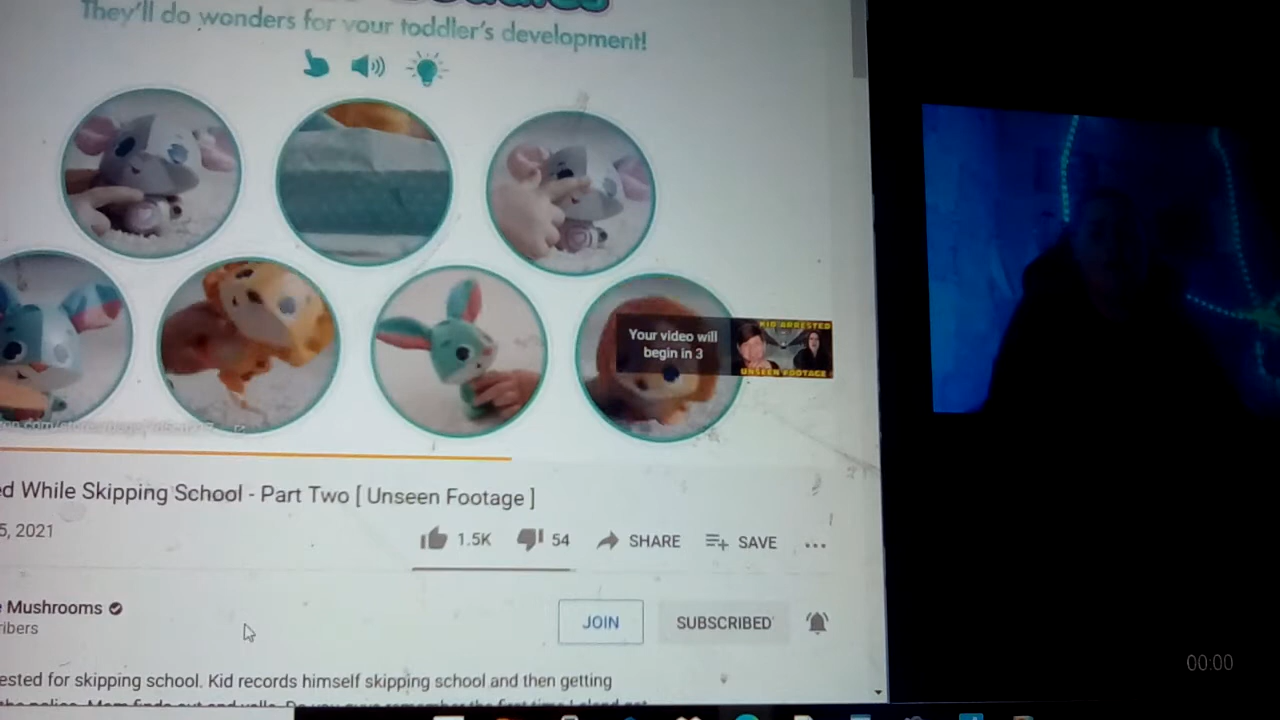 They'll do wonders for your toddler's development!
Your video will
begin in 3
KID ARRESTED
UNSEEN FOOTAGE
ed While Skipping School - Part Two [ Unseen Footage ]
5, 2021
1.5K
54
SHARE
SAVE
...
e Mushrooms
ribers
JOIN
SUBSCRIBED
00:00
ested for skipping school. Kid records himself skipping school and then getting